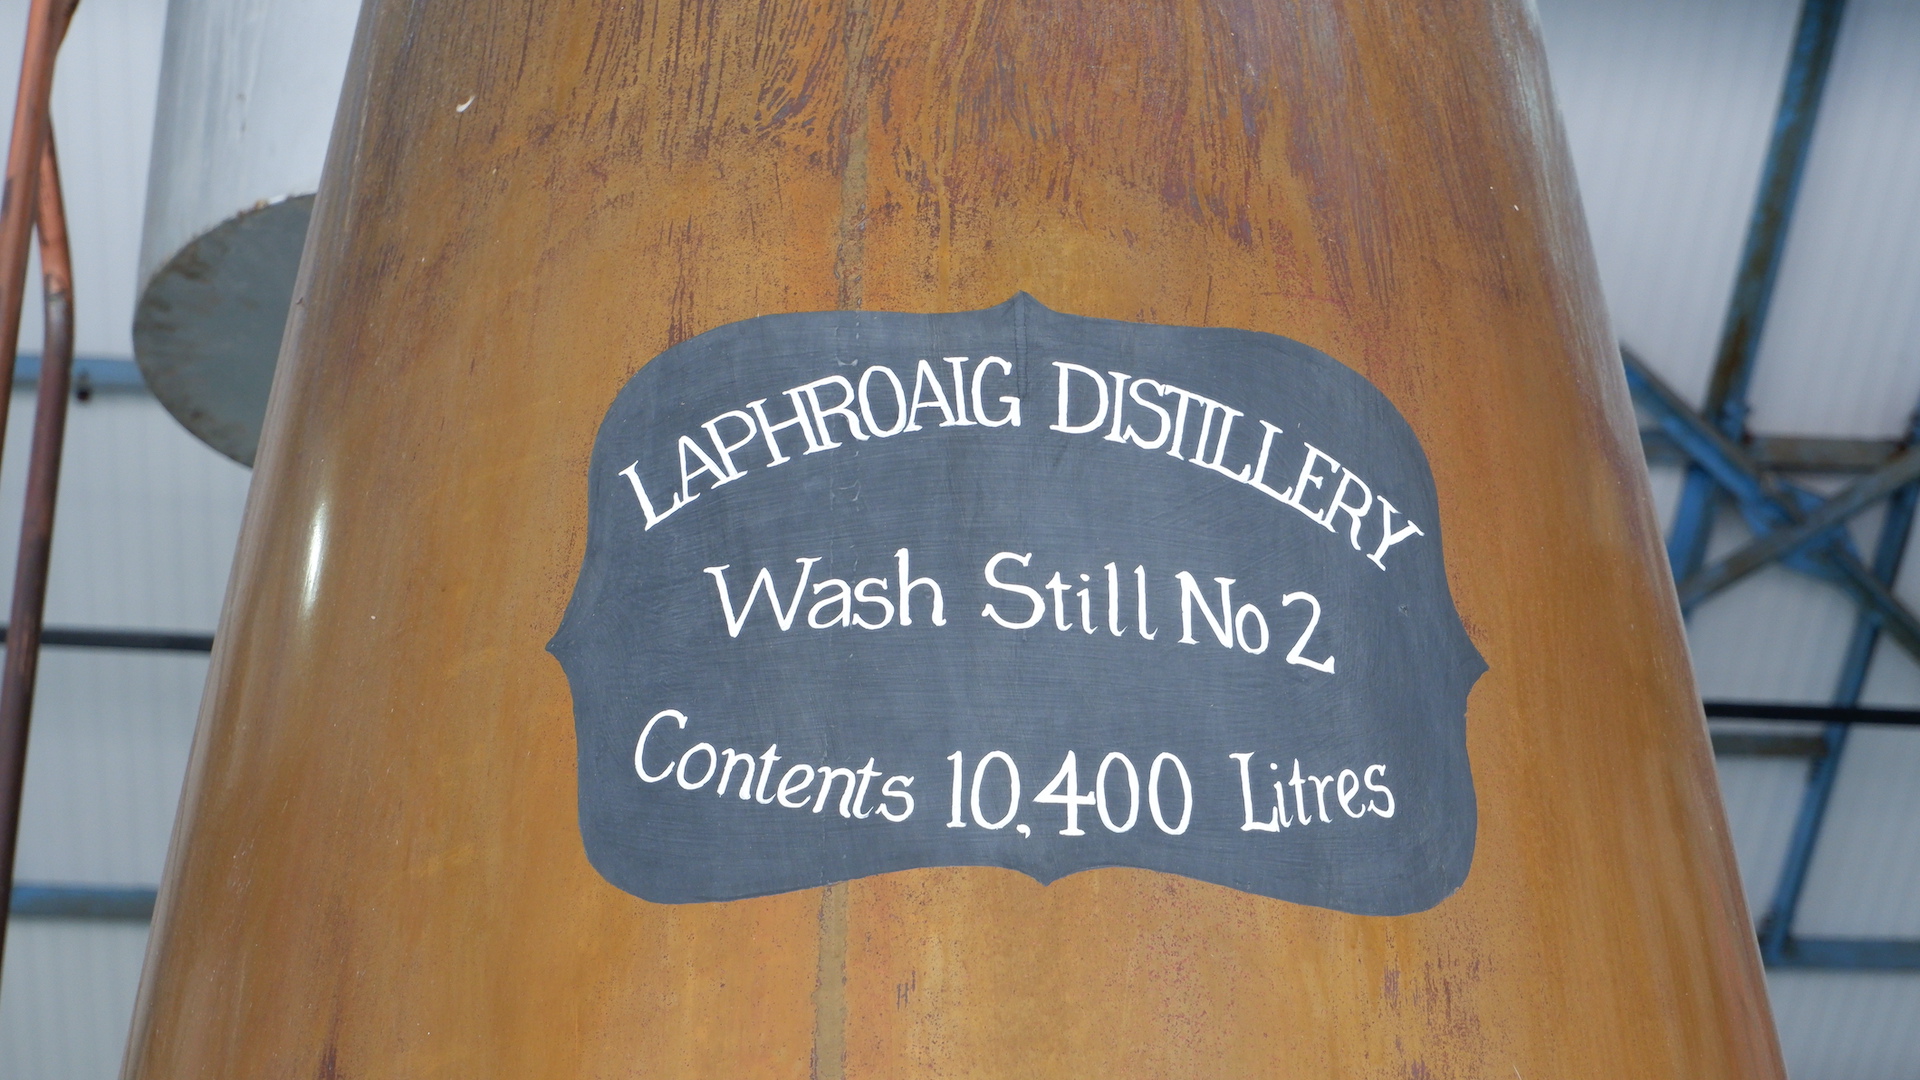 LAPHROAIG DISTILLERY
Wash Still No 2
Contents 10,400 Litres